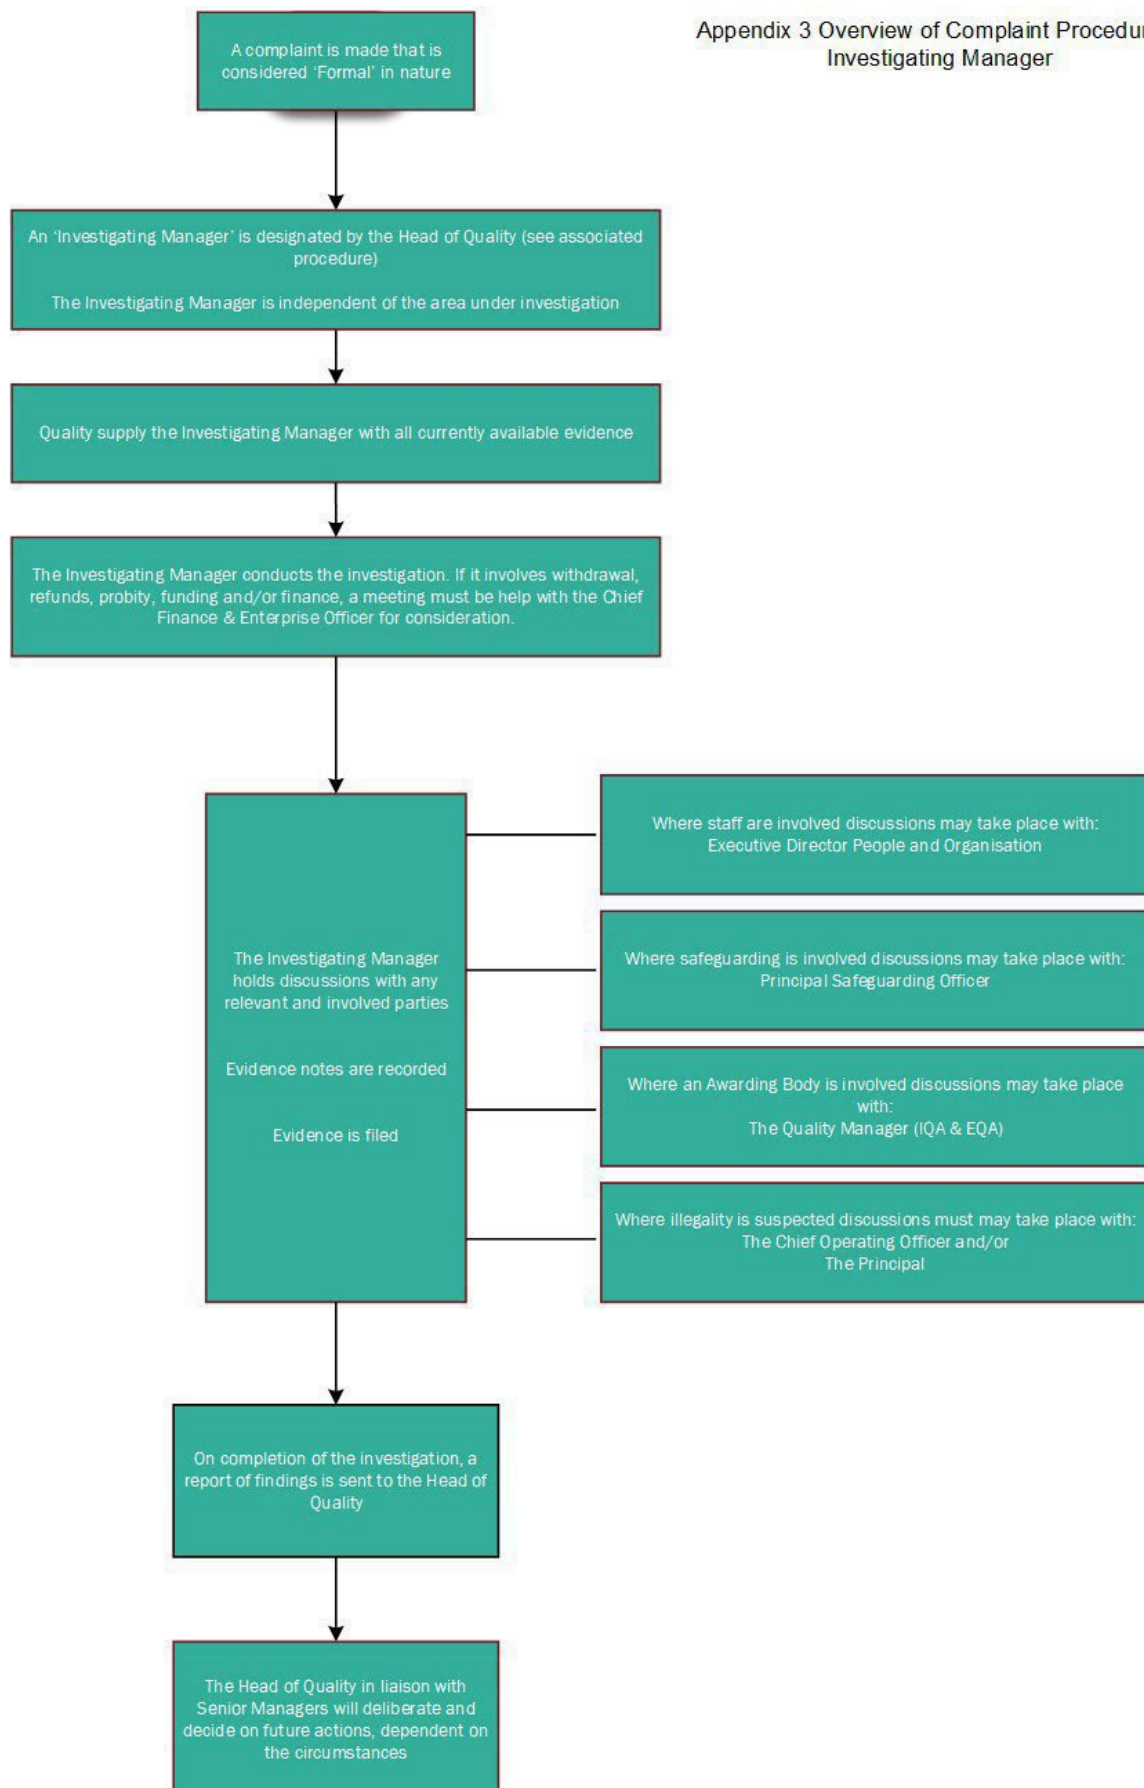 Appendix 3 Overview of Complaint Procedur
Investigating Manager
A complaint is made that is
considered ‘Formal’ in nature
An ‘Investigating Manager’ is designated by the Head of Quality (see associated
procedure)
The Investigating Manager is independent of the area under investigation
Quality supply the Investigating Manager with all currently available evidence
The Investigating Manager conducts the investigation. If it involves withdrawal,
refunds, probity, funding and/or finance, a meeting must be help with the Chief
Finance & Enterprise Officer for consideration.
The Investigating Manager
holds discussions with any
relevant and involved parties
Evidence notes are recorded
Evidence is filed
Where staff are involved discussions may take place with:
Executive Director People and Organisation
Where safeguarding is involved discussions may take place with:
Principal Safeguarding Officer
Where an Awarding Body is involved discussions may take place
with:
The Quality Manager (IQA & EQA)
Where illegality is suspected discussions must may take place with:
The Chief Operating Officer and/or
The Principal
On completion of the investigation, a
report of findings is sent to the Head of
Quality
The Head of Quality in liaison with
Senior Managers will deliberate and
decide on future actions, dependent on
the circumstances